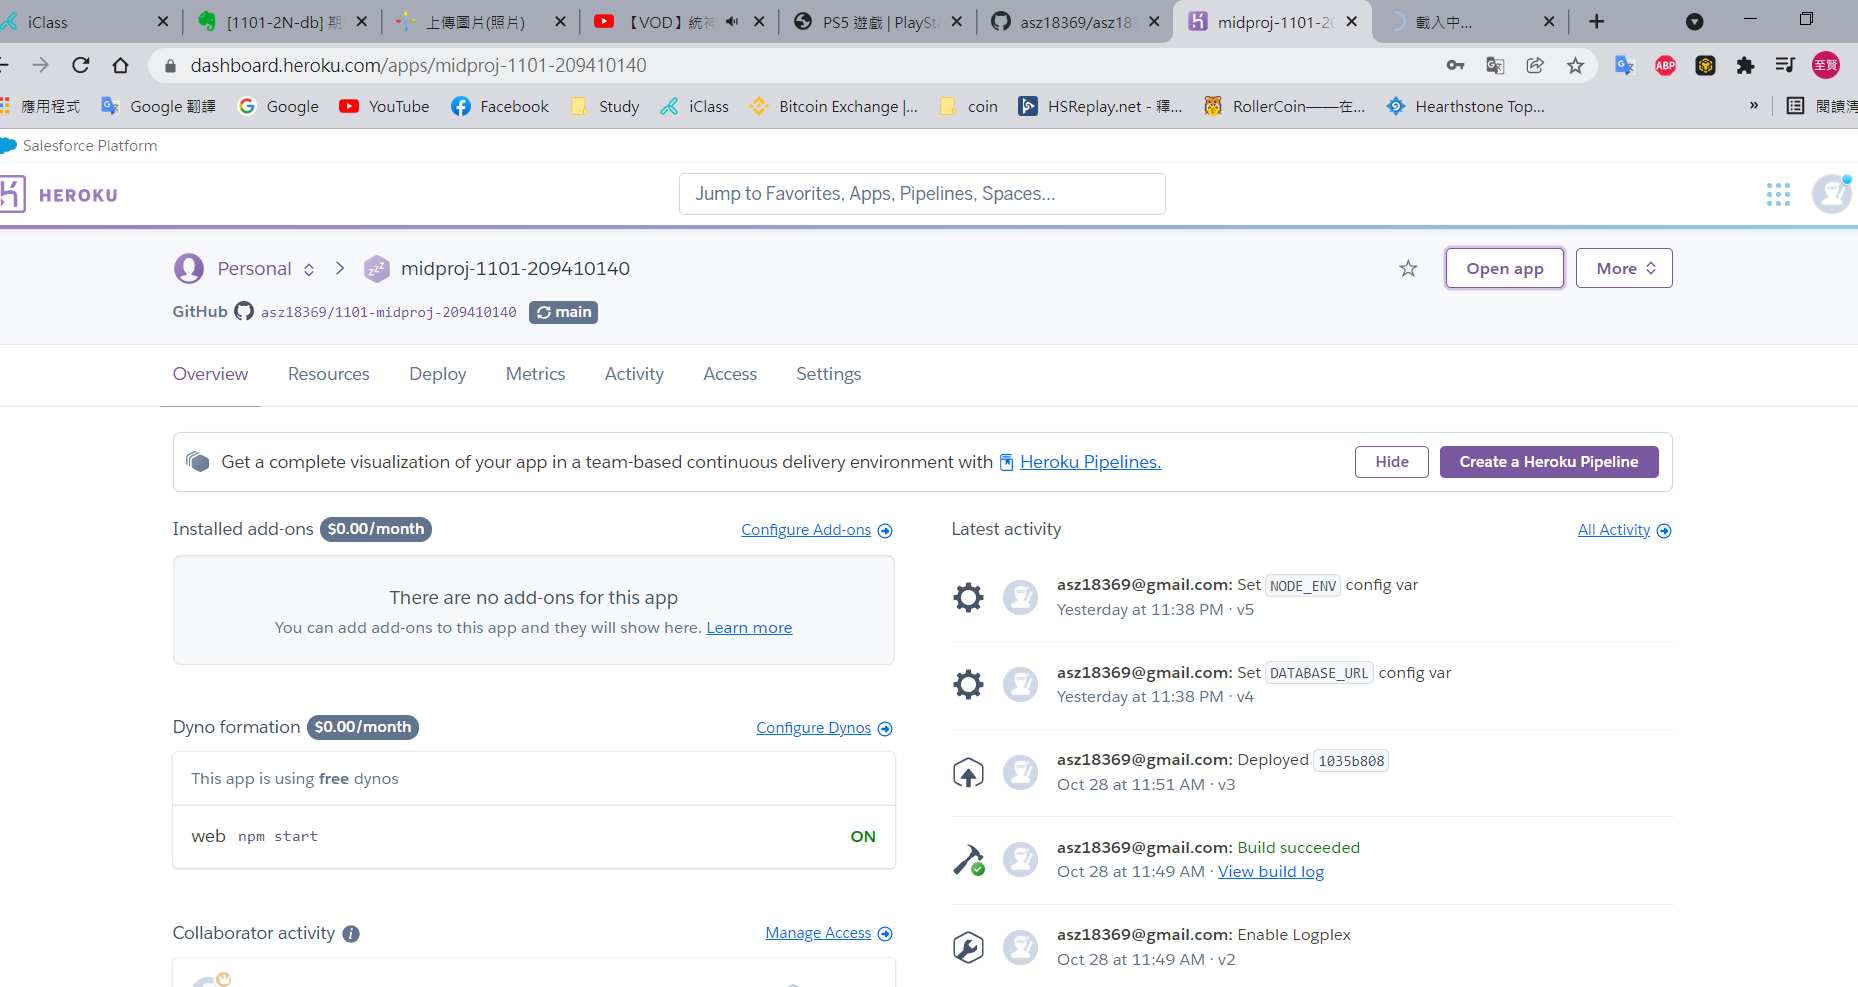 iClass
[1101-2N-db] 期
上傳圖片(照片)
【VOD】統神
PS5 遊戲 | PlaySta
asz18369/asz183
midproj-1101-20
載入中...
dashboard.heroku.com/apps/midproj-1101-209410140
ABP
至賢
應用程式
Google 翻譯
Google
YouTube
Facebook
Study
iClass
Bitcoin Exchange |...
coin
HSReplay.net - 釋...
RollerCoin——在...
Hearthstone Top...
»
閱讀清
Salesforce Platform
HEROKU
Jump to Favorites, Apps, Pipelines, Spaces...
Personal
midproj-1101-209410140
Open app
More
GitHub asz18369/1101-midproj-209410140 main
Overview
Resources
Deploy
Metrics
Activity
Access
Settings
Get a complete visualization of your app in a team-based continuous delivery environment with Heroku Pipelines.
Hide
Create a Heroku Pipeline
Installed add-ons $0.00/month
Configure Add-ons
There are no add-ons for this app
You can add add-ons to this app and they will show here. Learn more
Dyno formation $0.00/month
Configure Dynos
This app is using free dynos
web npm start
ON
Collaborator activity
Manage Access
Latest activity
All Activity
asz18369@gmail.com: Set NODE_ENV config var
Yesterday at 11:38 PM · v5
asz18369@gmail.com: Set DATABASE_URL config var
Yesterday at 11:38 PM · v4
asz18369@gmail.com: Deployed 1035b808
Oct 28 at 11:51 AM · v3
asz18369@gmail.com: Build succeeded
Oct 28 at 11:49 AM · View build log
asz18369@gmail.com: Enable Logplex
Oct 28 at 11:49 AM · v2